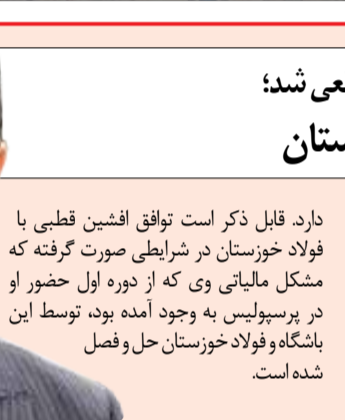 شد؛
دارد. قابل ذکر است توافق افشین قطبی با
فولاد خوزستان در شرایطی صورت گرفته که
مشکل مالیاتی وی که از دوره اول حضور او
در پرسپولیس به وجود آمده بود، توسط این
باشگاه و فولاد خوزستان حل و فصل
شده است.